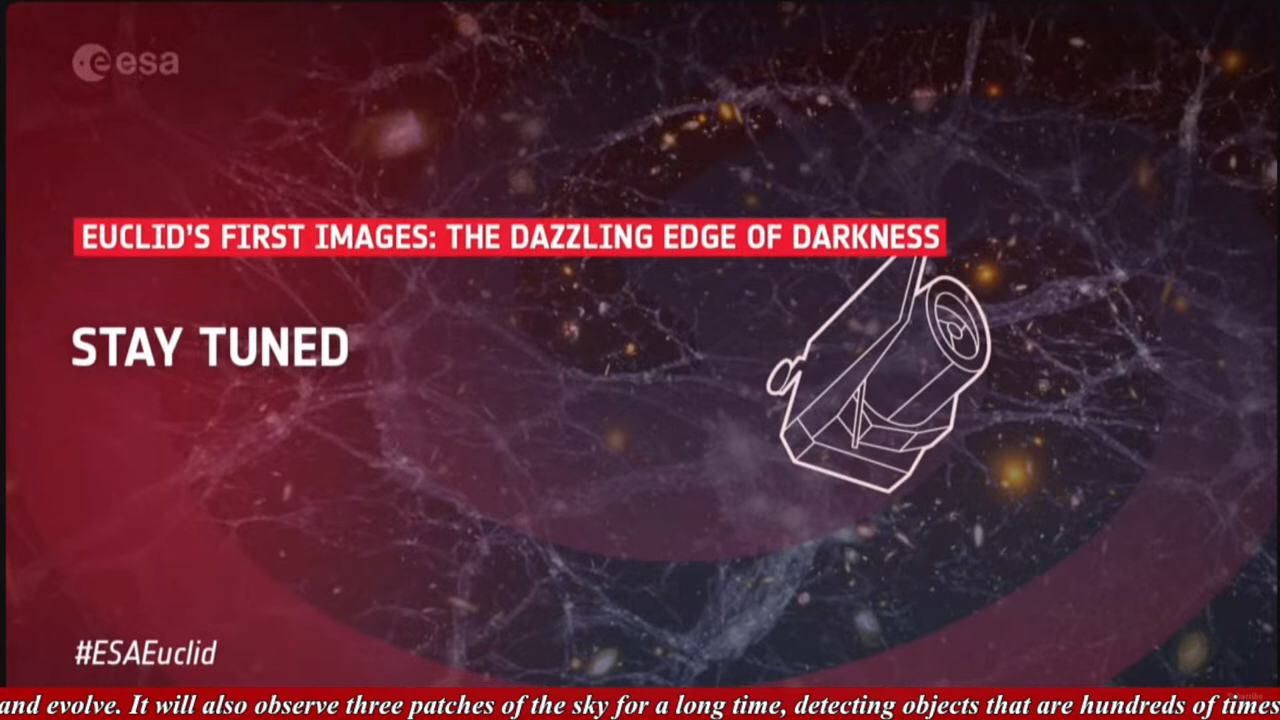 esa
EUCLID'S FIRST IMAGES: THE DAZZLING EDGE OF DARKNESS
STAY TUNED
#ESAEuclid
Subscribe
and evolve. It will also observe three patches of the sky for a long time, detecting objects that are hundreds of times